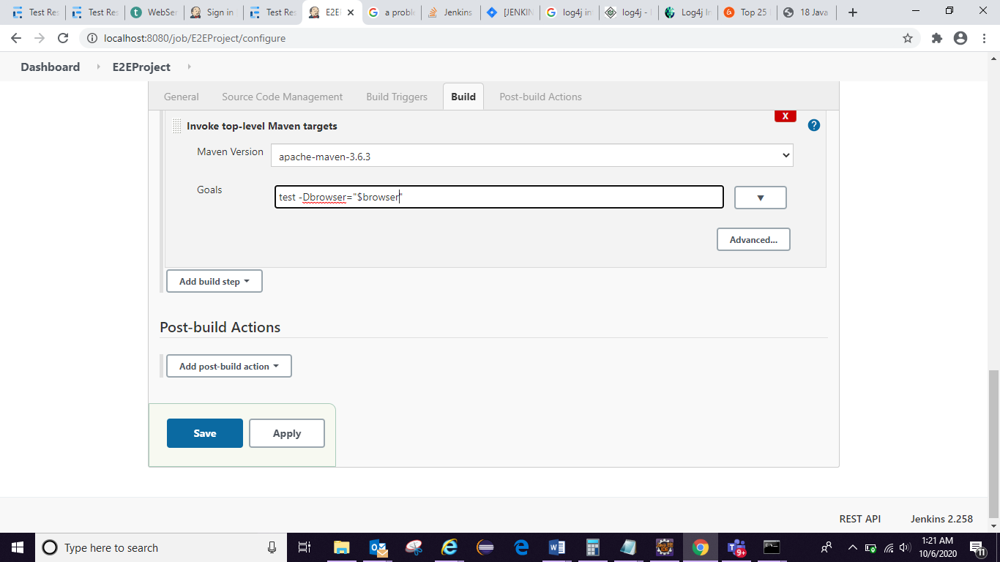 Test Res
Test Res
WebSer
Sign in
Test Res
E2EI
a proble
Jenkins
[JENKIN
log4j in
log4j -
Log4j In
Top 25
18 Java
localhost:8080/job/E2EProject/configure
Dashboard
E2EProject
General
Source Code Management
Build Triggers
Build
Post-build Actions
Invoke top-level Maven targets
X
Maven Version
apache-maven-3.6.3
Goals
test -Dbrowser="$browser"
Advanced...
Add build step
Post-build Actions
Add post-build action
Save
Apply
REST API
Jenkins 2.258
Type here to search
9+
1:21 AM
10/6/2020
11